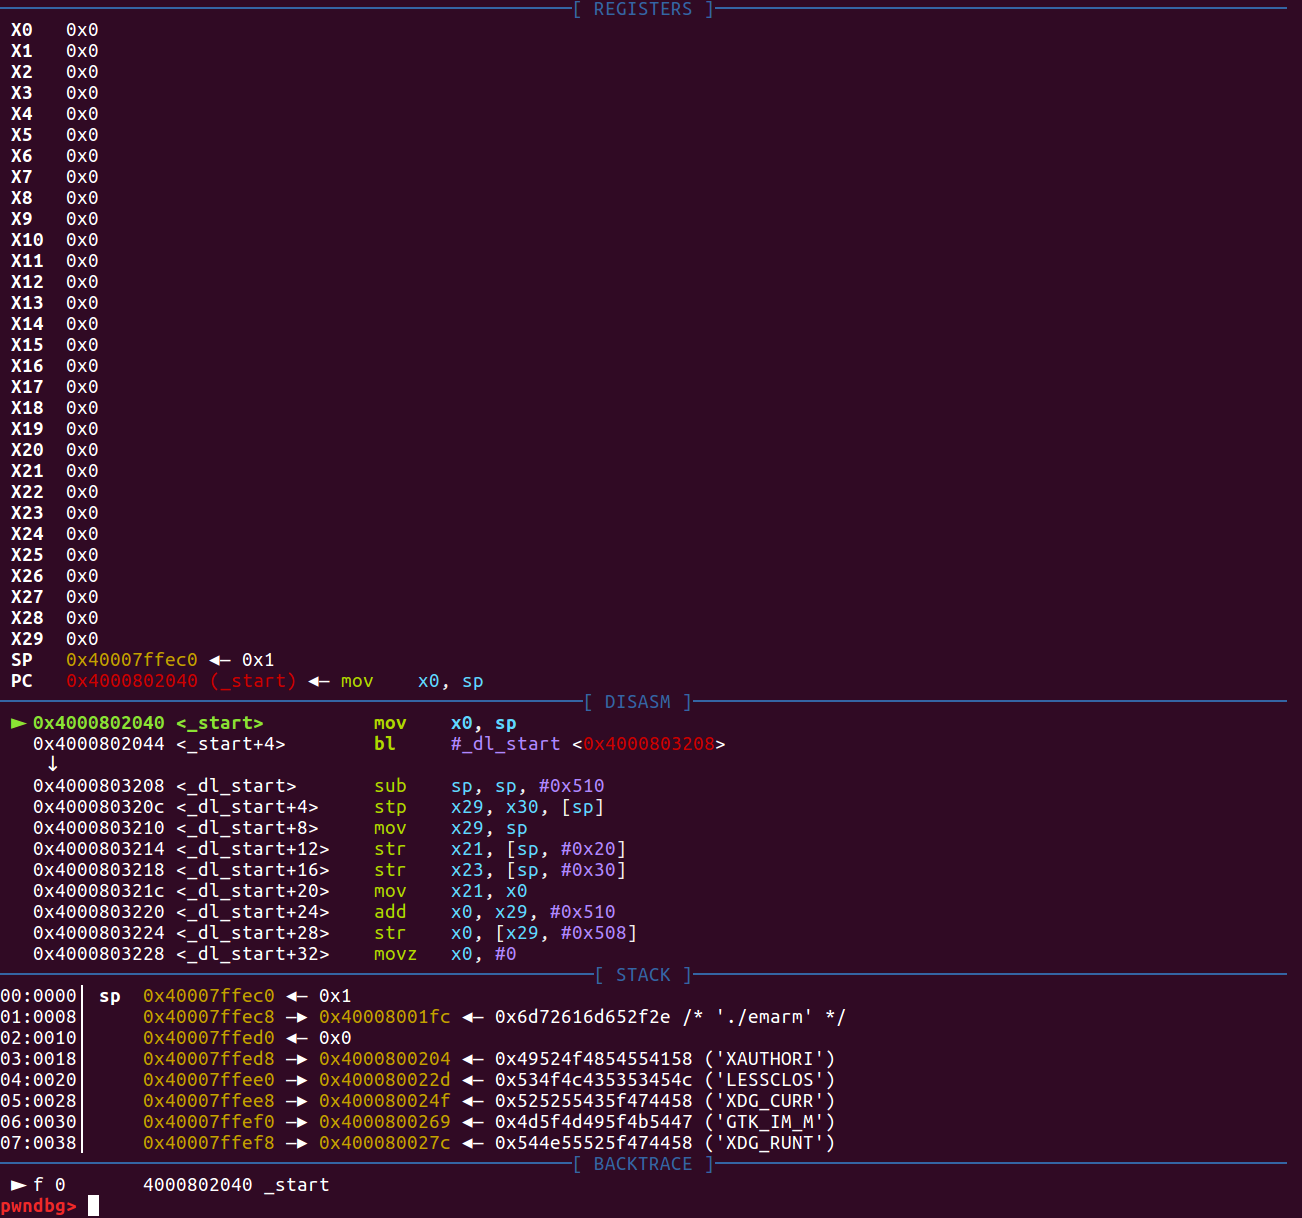 [ REGISTERS ]
X0 0x0
X1 0x0
X2 0x0
X3 0x0
X4 0x0
X5 0x0
X6 0x0
X7 0x0
X8 0x0
X9 0x0
X10 0x0
X11 0x0
X12 0x0
X13 0x0
X14 0x0
X15 0x0
X16 0x0
X17 0x0
X18 0x0
X19 0x0
X20 0x0
X21 0x0
X22 0x0
X23 0x0
X24 0x0
X25 0x0
X26 0x0
X27 0x0
X28 0x0
X29 0x0
SP 0x40007ffec0 ◄— 0x1
PC 0x4000802040 (_start) ◄— mov x0, sp
[ DISASM ]
► 0x4000802040 <_start> mov x0, sp
0x4000802044 <_start+4> bl #_dl_start <0x4000803208>
↓
0x4000803208 <_dl_start> sub sp, sp, #0x510
0x400080320c <_dl_start+4> stp x29, x30, [sp]
0x4000803210 <_dl_start+8> mov x29, sp
0x4000803214 <_dl_start+12> str x21, [sp, #0x20]
0x4000803218 <_dl_start+16> str x23, [sp, #0x30]
0x400080321c <_dl_start+20> mov x21, x0
0x4000803220 <_dl_start+24> add x0, x29, #0x510
0x4000803224 <_dl_start+28> str x0, [x29, #0x508]
0x4000803228 <_dl_start+32> movz x0, #0
[ STACK ]
00:0000│ sp 0x40007ffec0 ◄— 0x1
01:0008│ 0x40007ffec8 —► 0x40008001fc ◄— 0x6d72616d652f2e /* './emarm' */
02:0010│ 0x40007ffed0 ◄— 0x0
03:0018│ 0x40007ffed8 —► 0x4000800204 ◄— 0x49524f4854554158 ('XAUTHORI')
04:0020│ 0x40007ffee0 —► 0x400080022d ◄— 0x534f4c435353454c ('LESSCLOS')
05:0028│ 0x40007ffee8 —► 0x400080024f ◄— 0x525255435f474458 ('XDG_CURR')
06:0030│ 0x40007ffef0 —► 0x4000800269 ◄— 0x4d5f4d495f4b5447 ('GTK_IM_M')
07:0038│ 0x40007ffef8 —► 0x400080027c ◄— 0x544e55525f474458 ('XDG_RUNT')
[ BACKTRACE ]
► f 0 4000802040 _start
pwndbg>